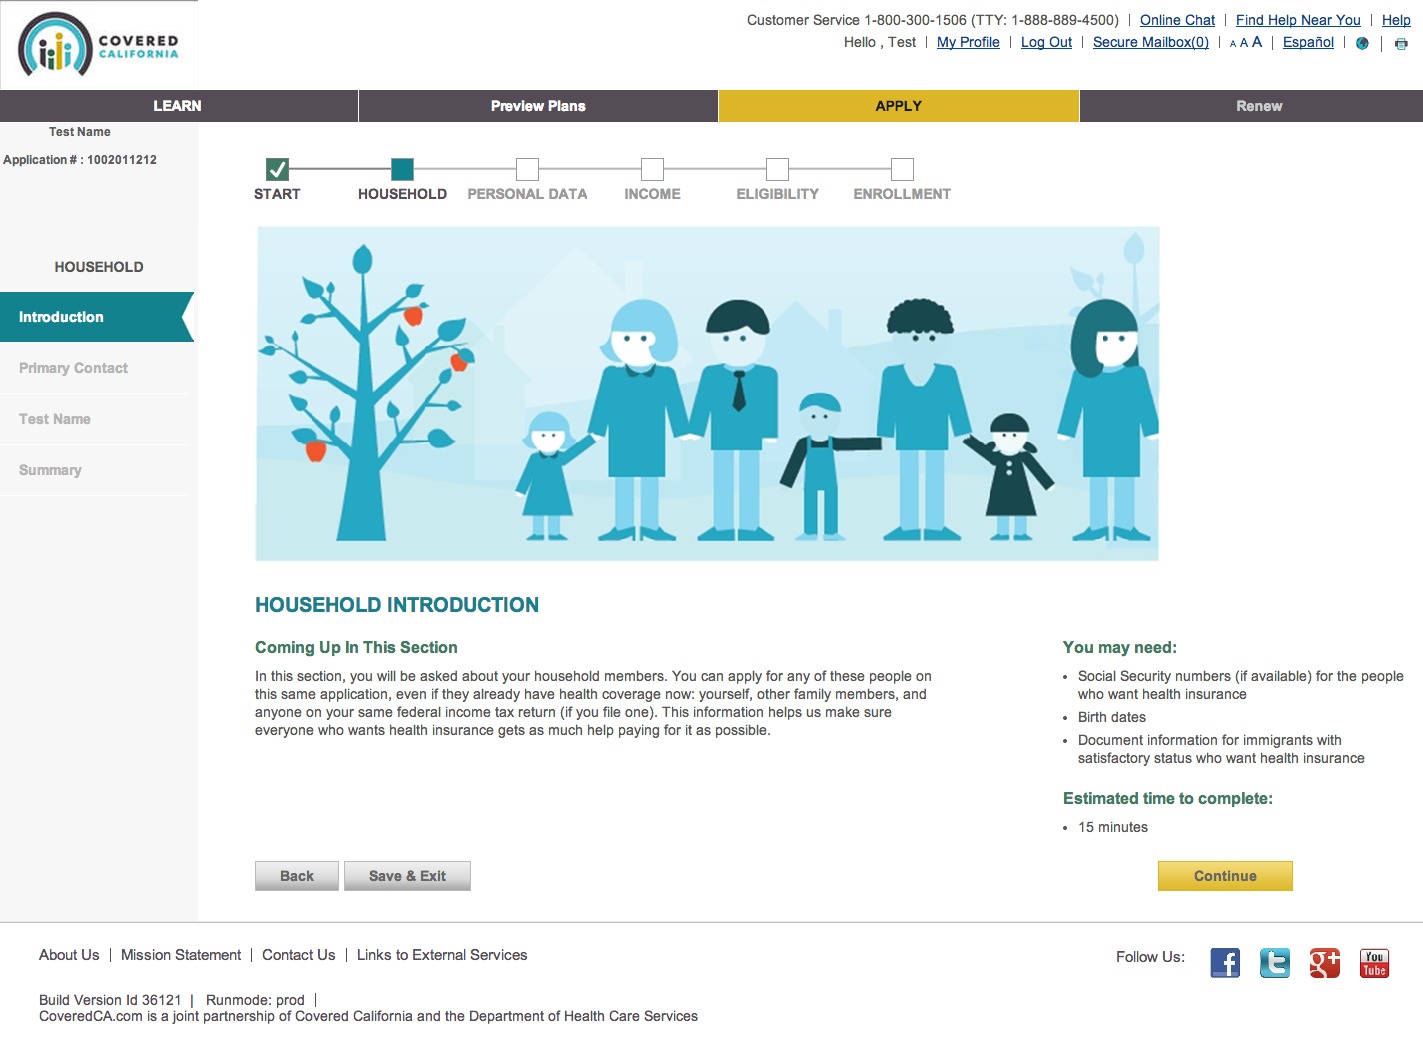 COVERED
CALIFORNIA
Customer Service 1-800-300-1506 (TTY: 1-888-889-4500) | Online Chat | Find Help Near You | Help
Hello , Test | My Profile | Log Out | Secure Mailbox(0) | A A A | Español |
LEARN
Preview Plans
APPLY
Renew
Test Name
Application # : 1002011212
START
HOUSEHOLD
PERSONAL DATA
INCOME
ELIGIBILITY
ENROLLMENT
HOUSEHOLD
Introduction
Primary Contact
Test Name
Summary
HOUSEHOLD INTRODUCTION
Coming Up In This Section
In this section, you will be asked about your household members. You can apply for any of these people on
this same application, even if they already have health coverage now: yourself, other family members, and
anyone on your same federal income tax return (if you file one). This information helps us make sure
everyone who wants health insurance gets as much help paying for it as possible.
You may need:
• Social Security numbers (if available) for the people
who want health insurance
• Birth dates
• Document information for immigrants with
satisfactory status who want health insurance
Estimated time to complete:
• 15 minutes
Back
Save & Exit
Continue
About Us | Mission Statement | Contact Us | Links to External Services
Follow Us:
f
t
g+
You
Tube
Build Version Id 36121 | Runmode: prod |
CoveredCA.com is a joint partnership of Covered California and the Department of Health Care Services